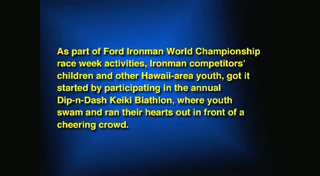 As part of Ford Ironman World Championship
race week activities, Ironman competitors'
children and other Hawaii-area youth, got it
started by participating in the annual
Dip-n-Dash Keiki Biathlon, where youth
swam and ran their hearts out in front of a
cheering crowd.